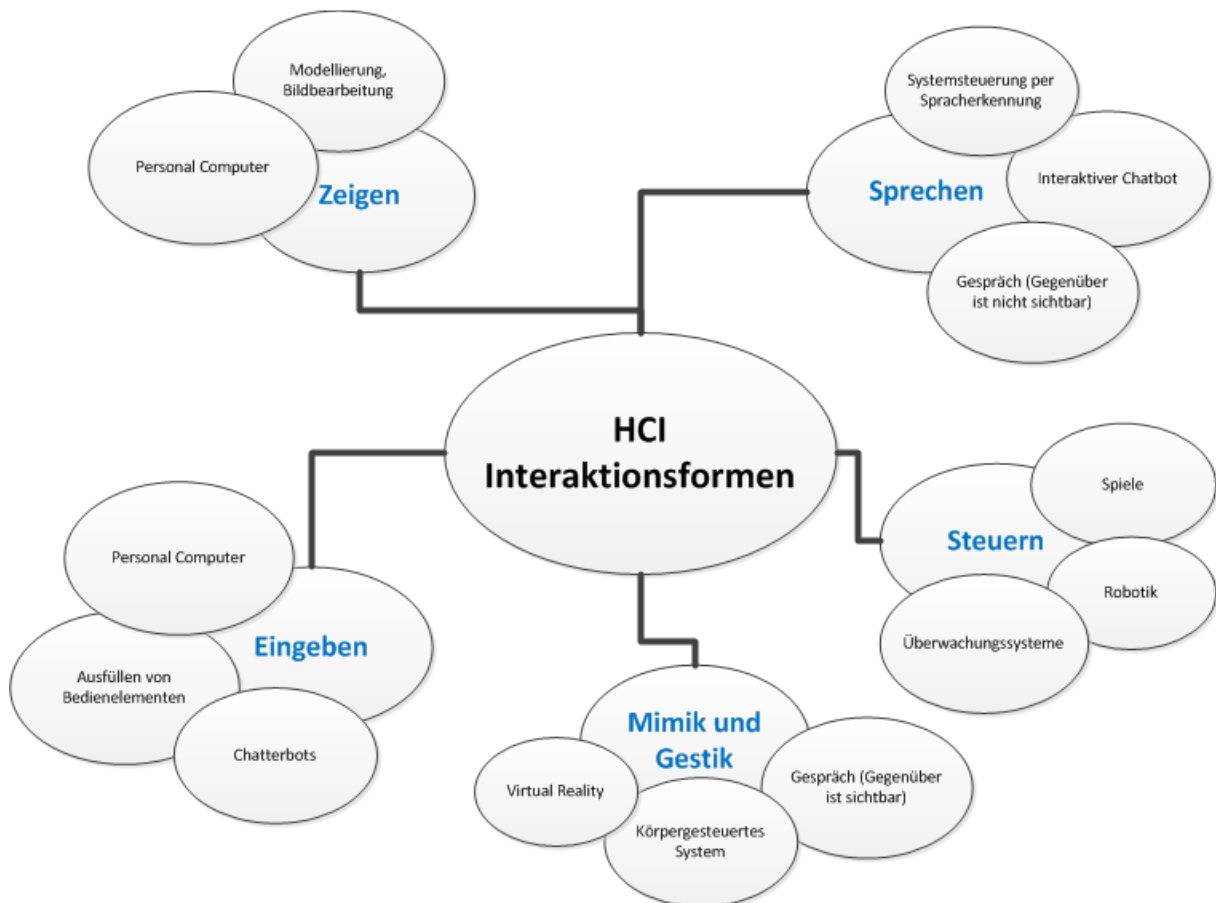 Modellierung,
Bildbearbeitung
Personal Computer
Zeigen
Systemsteuerung per
Spracherkennung
Sprechen
Interaktiver Chatbot
Gespräch (Gegenüber
ist nicht sichtbar)
HCI
Interaktionsformen
Spiele
Steuern
Robotik
Überwachungssysteme
Personal Computer
Eingeben
Ausfüllen von
Bedienelementen
Chatterbots
Mimik und
Gestik
Virtual Reality
Gespräch (Gegenüber
ist sichtbar)
Körpergesteuertes
System